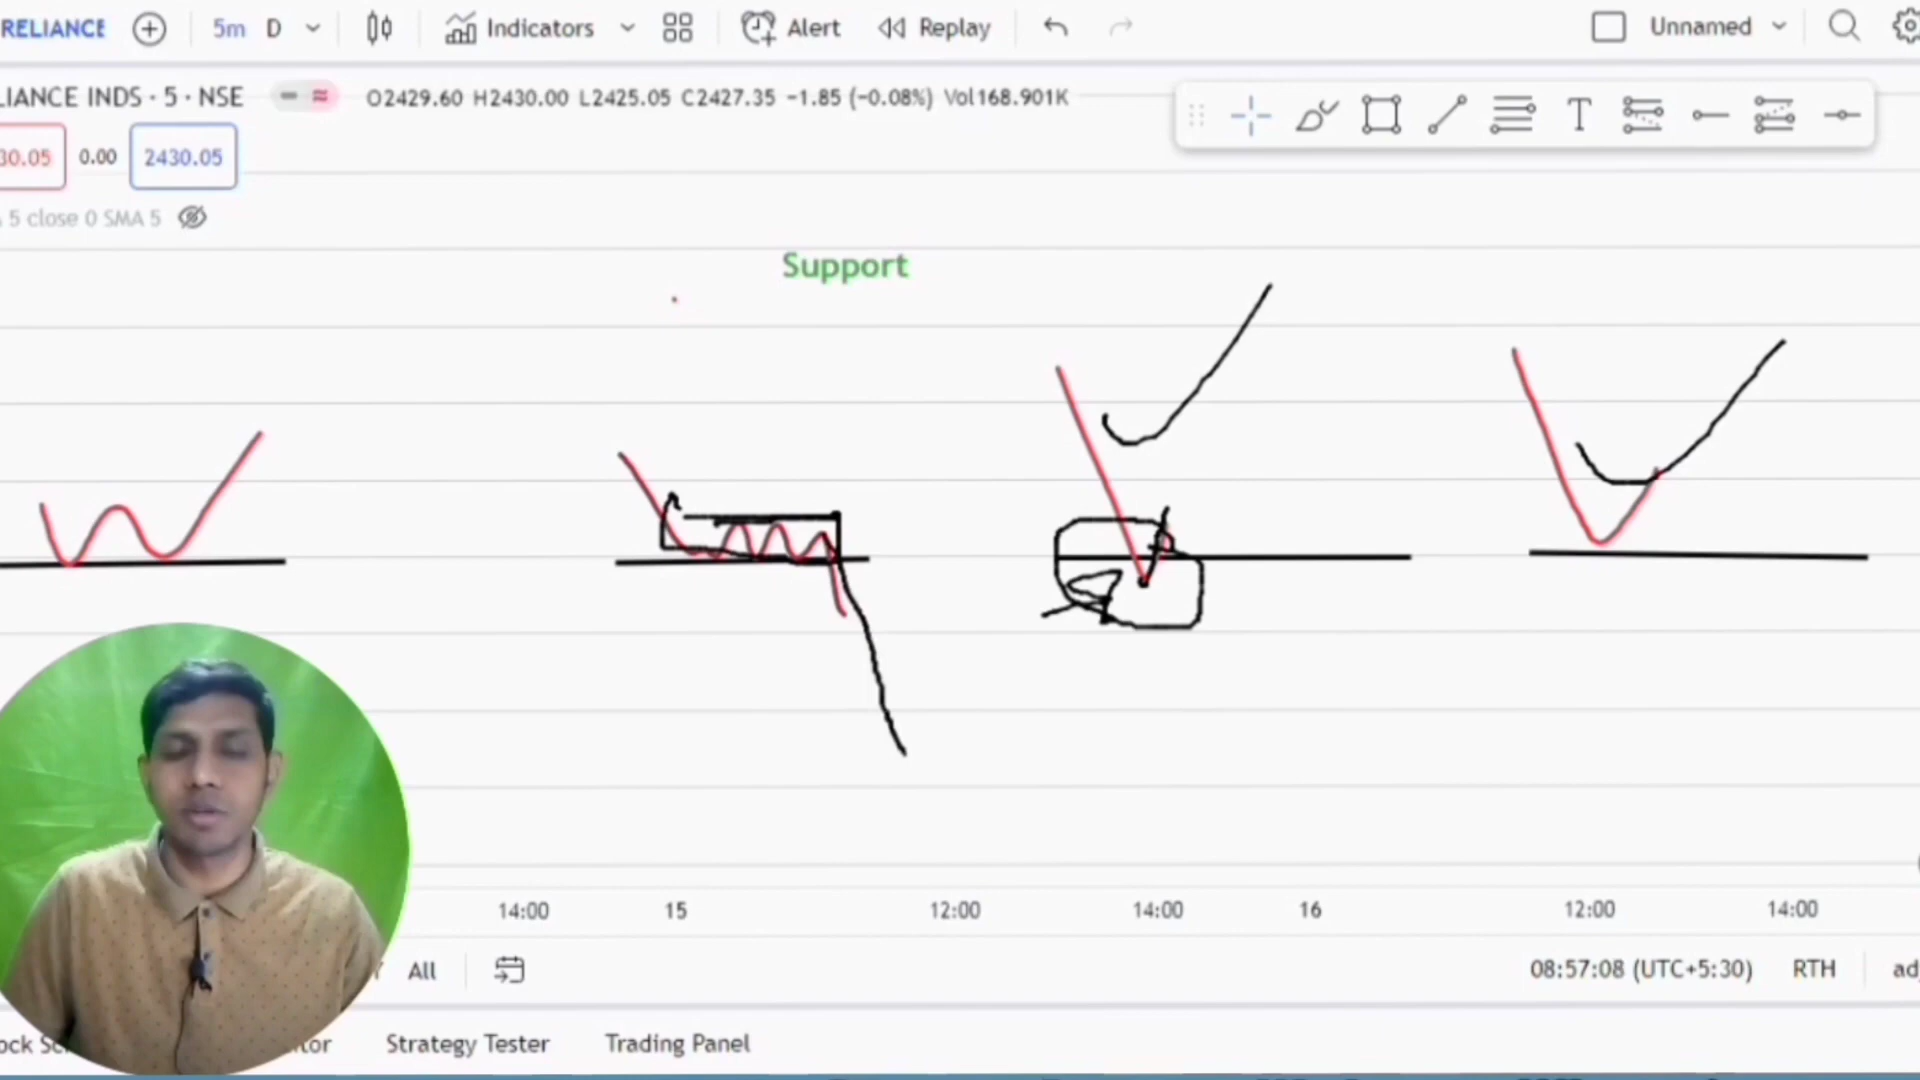 RELIANCE 5m D Indicators Alert Replay Unnamed
LIANCE INDS · 5 · NSE O2429.60 H2430.00 L2425.05 C2427.35 −1.85 (−0.08%) Vol168.901K
30.05 0.00 2430.05
5 close 0 SMA 5
Support
14:00 15 12:00 14:00 16 12:00 14:00
All 08:57:08 (UTC+5:30) RTH
Strategy Tester Trading Panel